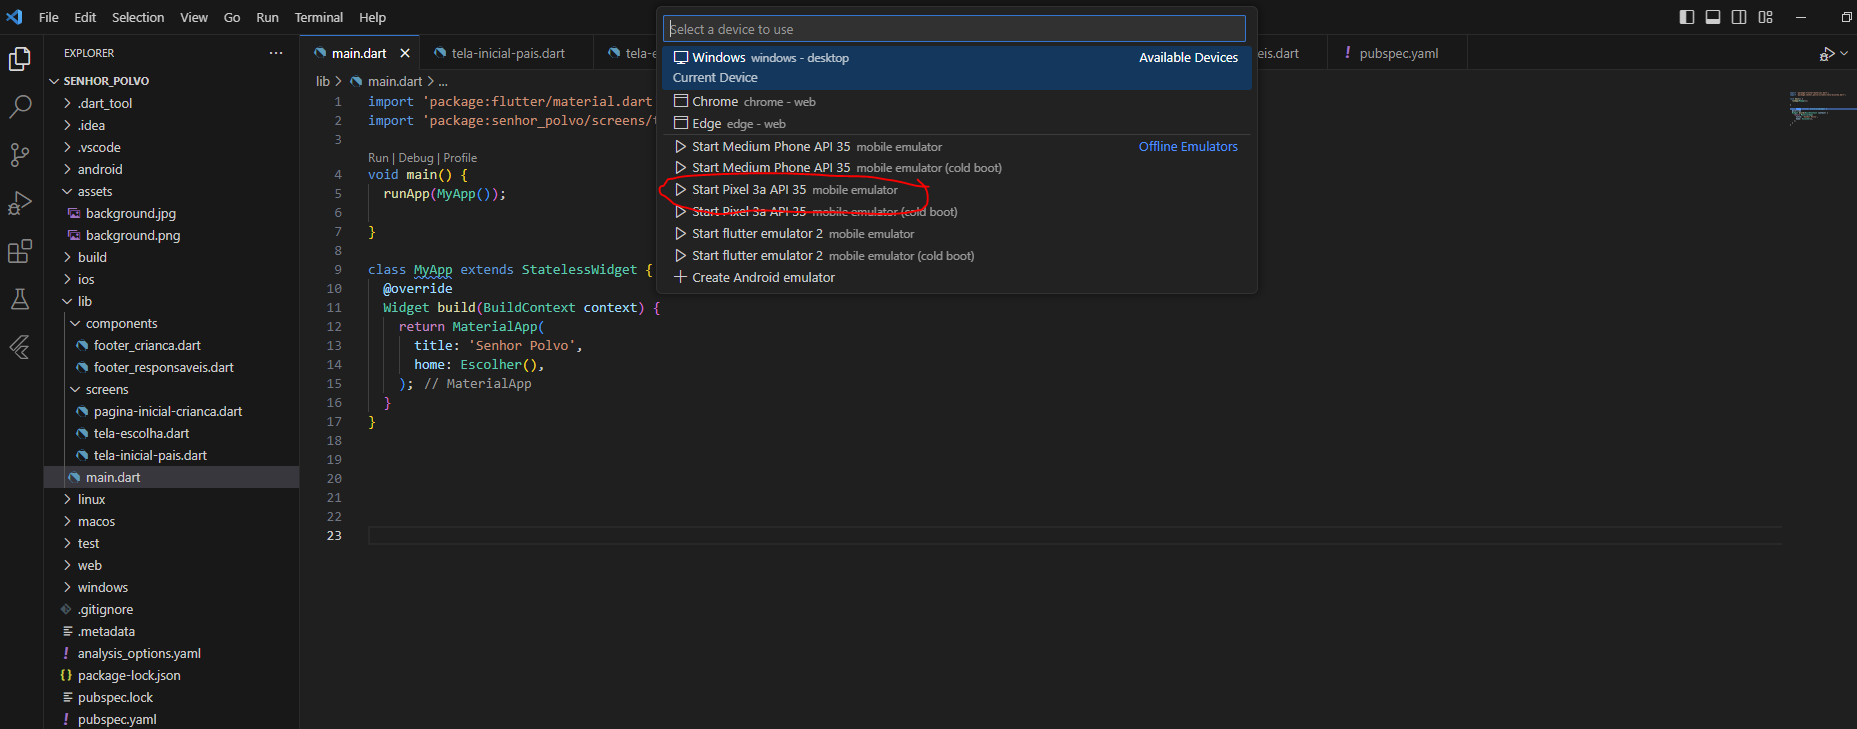 File Edit Selection View Go Run Terminal Help
EXPLORER
SENHOR_POLVO
.dart_tool
.idea
.vscode
android
assets
background.jpg
background.png
build
ios
lib
components
footer_crianca.dart
footer_responsaveis.dart
screens
pagina-inicial-crianca.dart
tela-escolha.dart
tela-inicial-pais.dart
main.dart
linux
macos
test
web
windows
.gitignore
.metadata
analysis_options.yaml
package-lock.json
pubspec.lock
pubspec.yaml
main.dart tela-inicial-pais.dart pubspec.yaml
lib > main.dart > ...
1 import 'package:flutter/material.dart
2 import 'package:senhor_polvo/screens/
3
Run | Debug | Profile
4 void main() {
5 runApp(MyApp());
6
7 }
8
9 class MyApp extends StatelessWidget {
10 @override
11 Widget build(BuildContext context) {
12 return MaterialApp(
13 title: 'Senhor Polvo',
14 home: Escolher(),
15 ); // MaterialApp
16 }
17 }
18
19
20
21
22
23
Select a device to use
Windows windows - desktop Available Devices
Current Device
Chrome chrome - web
Edge edge - web
Start Medium Phone API 35 mobile emulator Offline Emulators
Start Medium Phone API 35 mobile emulator (cold boot)
Start Pixel 3a API 35 mobile emulator
Start Pixel 3a API 35 mobile emulator (cold boot)
Start flutter emulator 2 mobile emulator
Start flutter emulator 2 mobile emulator (cold boot)
Create Android emulator